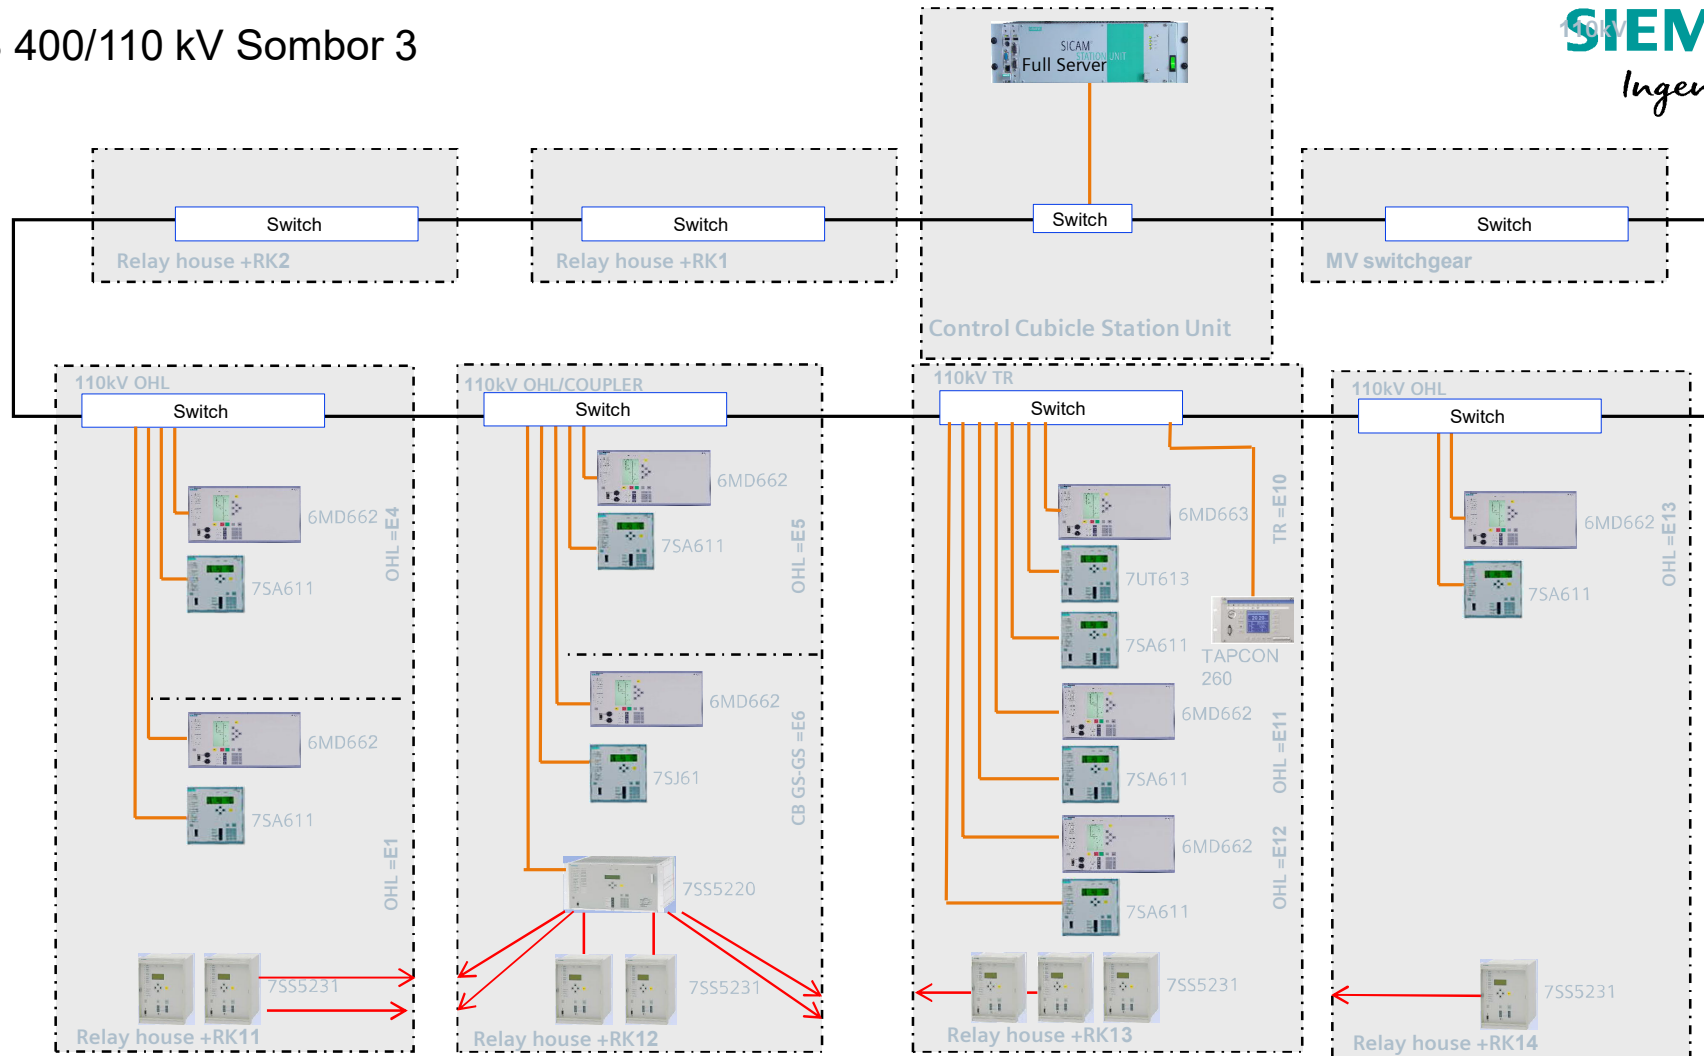 400/110 kV Sombor 3
110kV
SIEM
Ingen
SICAM
STATION UNIT
Full Server
Switch
Switch
Switch
Switch
Relay house +RK2
Relay house +RK1
MV switchgear
Control Cubicle Station Unit
110kV OHL
110kV OHL/COUPLER
110kV TR
110kV OHL
Switch
Switch
Switch
Switch
6MD662
7SA611
OHL =E4
6MD662
7SA611
OHL =E1
7SS5231
Relay house +RK11
6MD662
7SA611
OHL =E5
6MD662
7SJ61
CB GS-GS =E6
7SS5220
7SS5231
Relay house +RK12
6MD663
7UT613
7SA611
TR =E10
TAPCON
260
6MD662
7SA611
OHL =E11
6MD662
7SA611
OHL =E12
7SS5231
Relay house +RK13
6MD662
7SA611
OHL =E13
7SS5231
Relay house +RK14